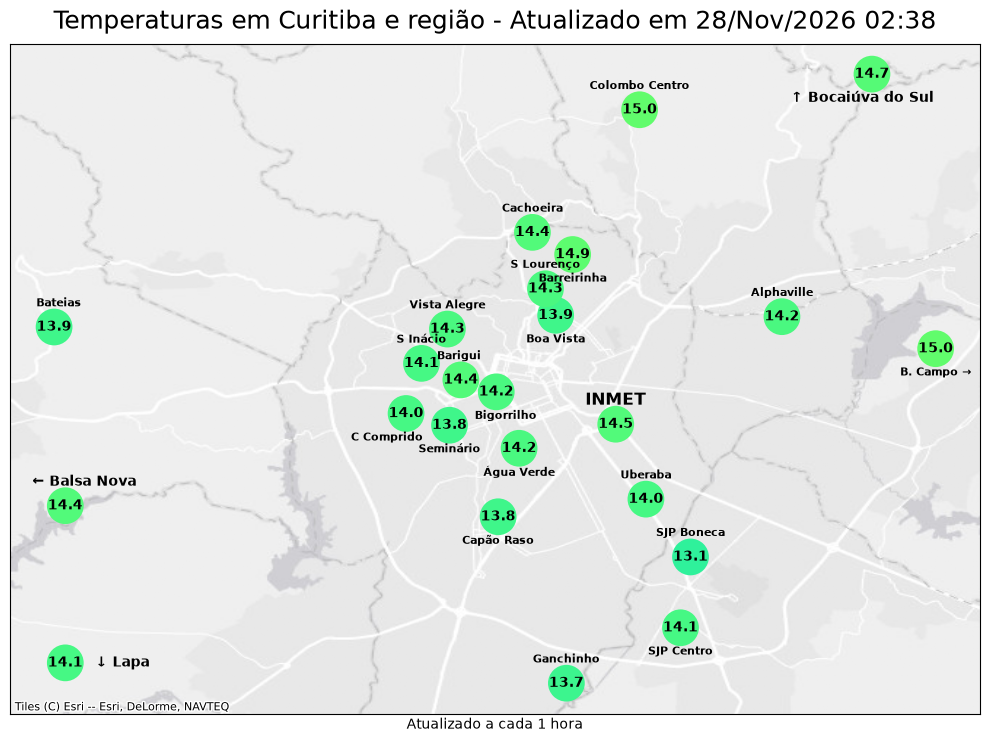 Temperaturas em Curitiba e região - Atualizado em 28/Nov/2026 02:38
14.7
↑ Bocaiúva do Sul
Colombo Centro
15.0
Cachoeira
14.4
14.9
S Lourenço
Barreirinha
14.3
13.9
Boa Vista
Bateias
13.9
Vista Alegre
14.3
S Inácio
14.1
Barigui
14.4
14.2
Bigorrilho
Alphaville
14.2
15.0
B. Campo →
14.0
C Comprido
13.8
Seminário
INMET
14.5
14.2
Água Verde
← Balsa Nova
14.4
Uberaba
14.0
13.8
Capão Raso
SJP Boneca
13.1
14.1
SJP Centro
14.1 ↓ Lapa
Ganchinho
13.7
Tiles (C) Esri -- Esri, DeLorme, NAVTEQ
Atualizado a cada 1 hora